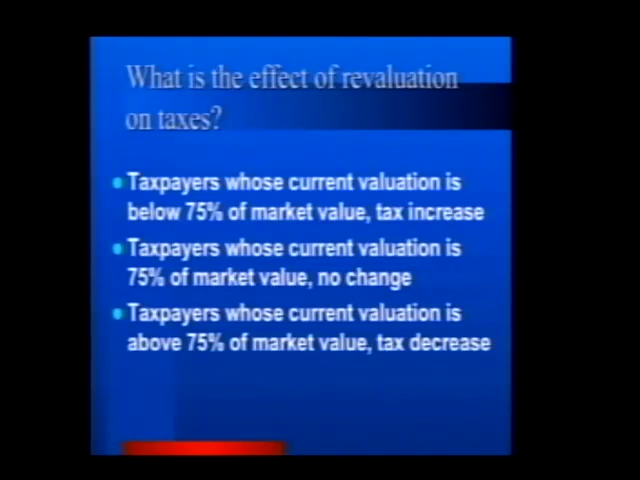 What is the effect of revaluation
on taxes?
Taxpayers whose current valuation is
below 75% of market value, tax increase
Taxpayers whose current valuation is
75% of market value, no change
Taxpayers whose current valuation is
above 75% of market value, tax decrease